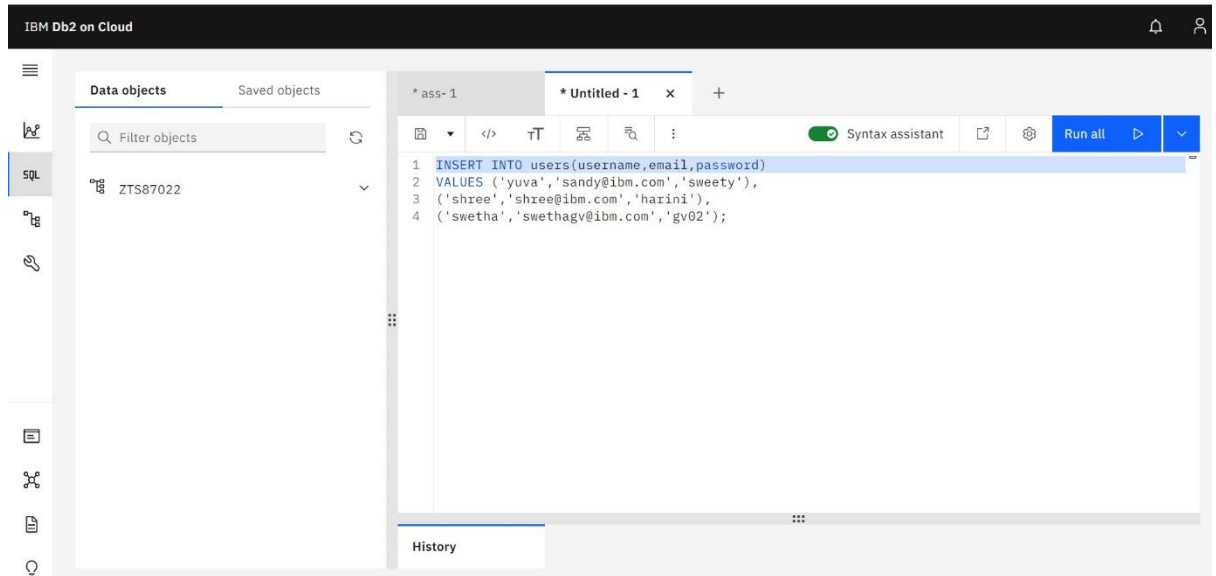 IBM Db2 on Cloud
Data objects Saved objects
* ass- 1 * Untitled - 1 x +
Filter objects
</> TT Syntax assistant Run all
SQL
ZTS87022
1 INSERT INTO users(username,email,password)
2 VALUES ('yuva','sandy@ibm.com','sweety'),
3 ('shree','shree@ibm.com','harini'),
4 ('swetha','swethagv@ibm.com','gv02');
History